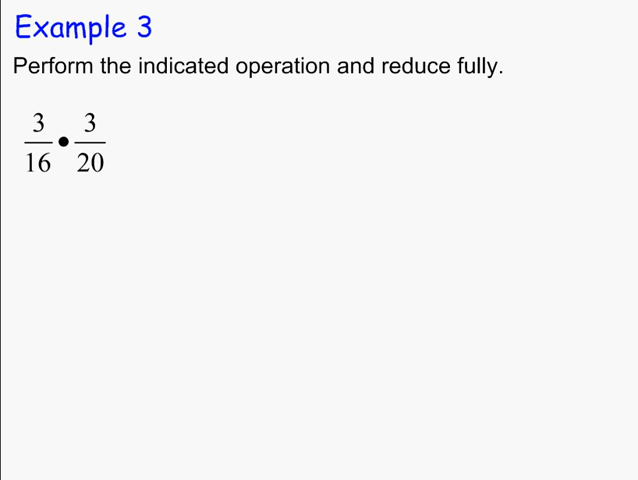 Example 3
Perform the indicated operation and reduce fully.
3/16 • 3/20